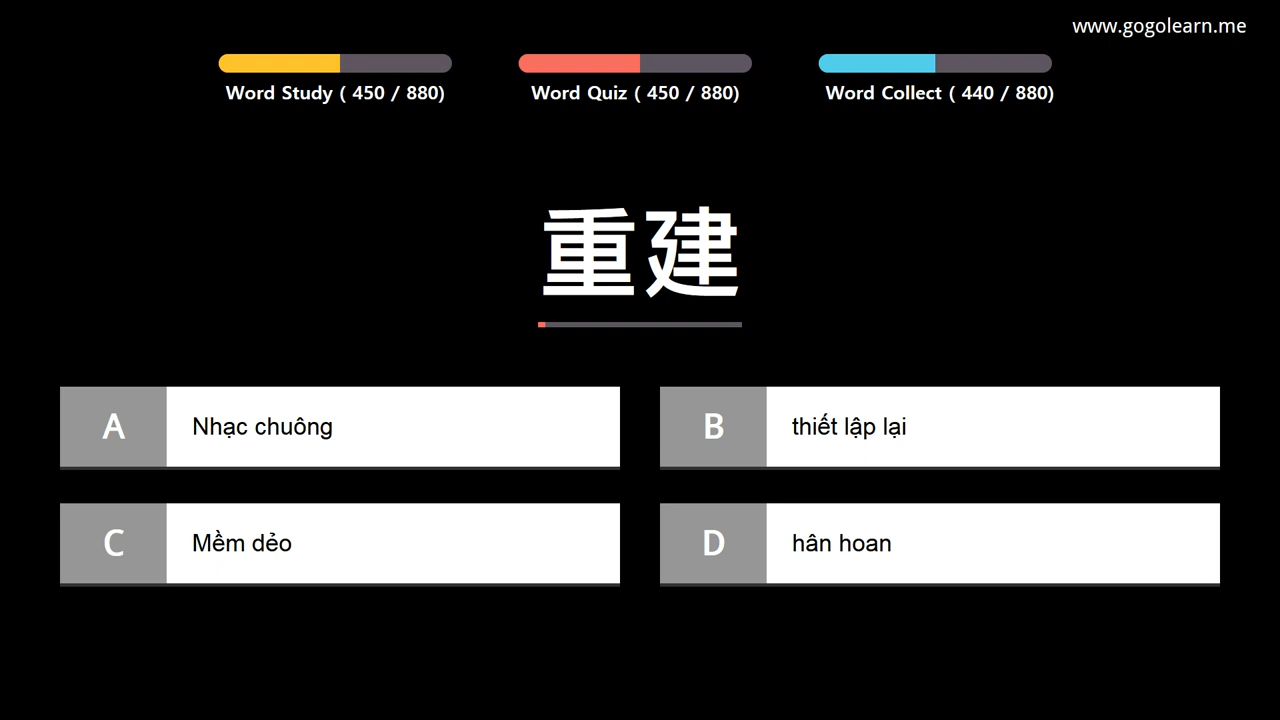 www.gogolearn.me
Word Study ( 450 / 880)
Word Quiz ( 450 / 880)
Word Collect ( 440 / 880)
重建
A
Nhạc chuông
B
thiết lập lại
C
Mềm dẻo
D
hân hoan